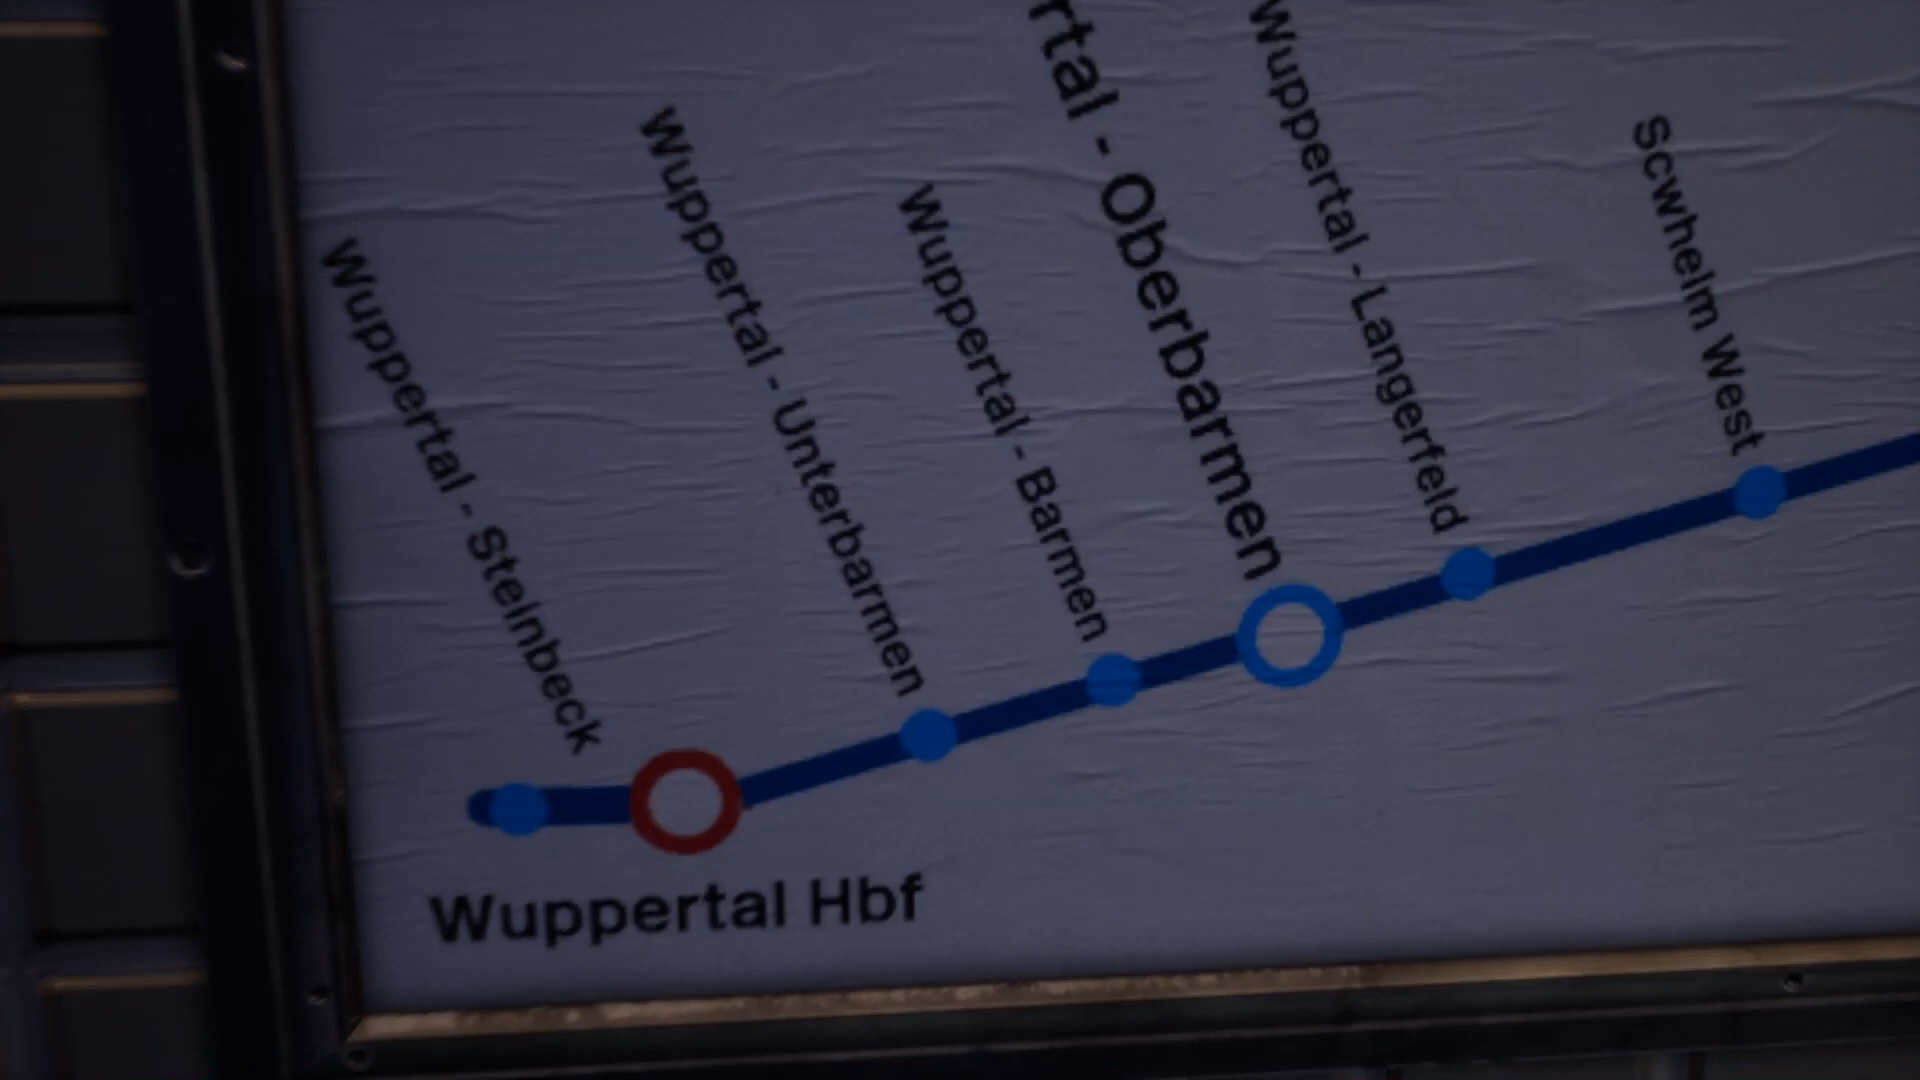 Wuppertal - Steinbeck
Wuppertal - Unterbarmen
Wuppertal - Barmen
rtal - Oberbarmen
Wuppertal - Langerfeld
Scwhelm West
Wuppertal Hbf